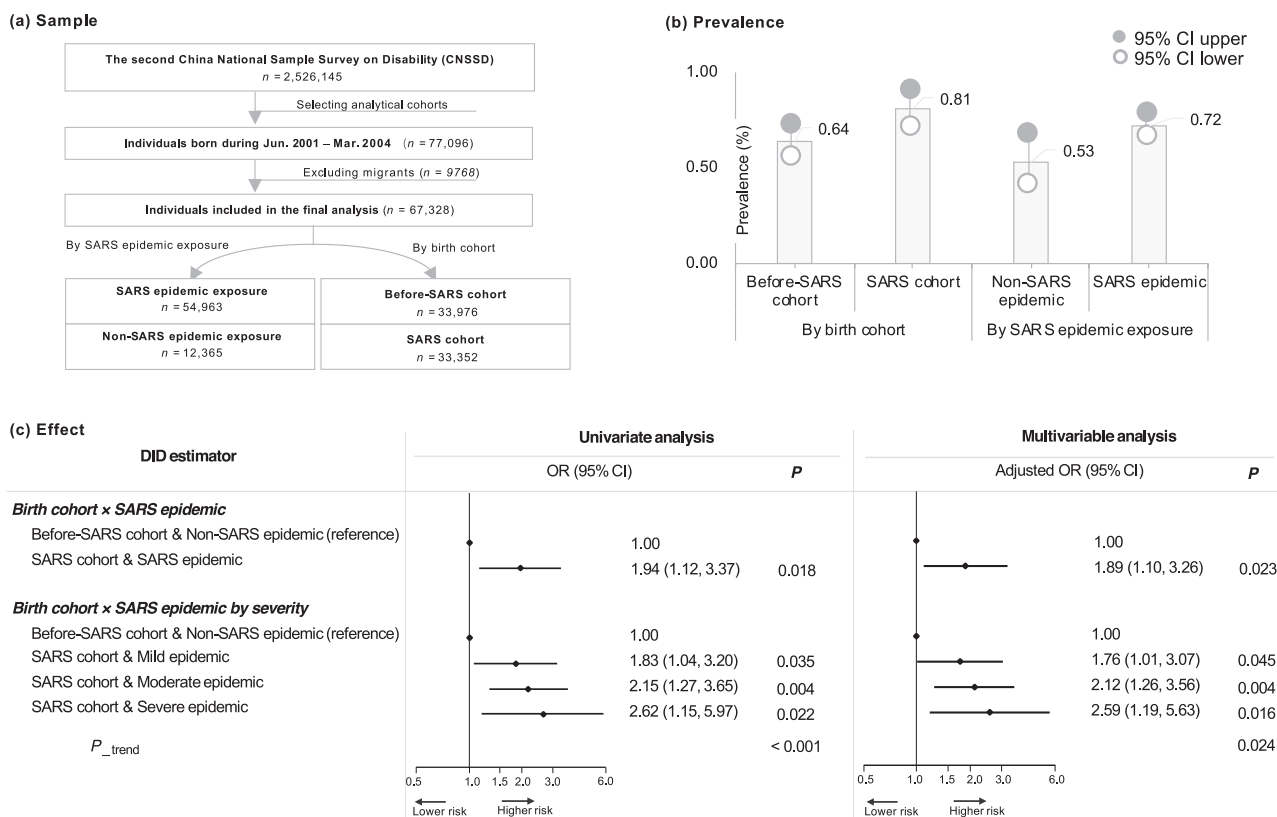 (a) Sample
The second China National Sample Survey on Disability (CNSSD)
n = 2,526,145
Selecting analytical cohorts
Individuals born during Jun. 2001 – Mar. 2004 (n = 77,096)
Excluding migrants (n = 9768)
Individuals included in the final analysis (n = 67,328)
By SARS epidemic exposure
By birth cohort
SARS epidemic exposure
n = 54,963
Non-SARS epidemic exposure
n = 12,365
Before-SARS cohort
n = 33,976
SARS cohort
n = 33,352
(b) Prevalence
95% CI upper
95% CI lower
Prevalence (%)
1.00
0.50
0.00
0.64
0.81
0.53
0.72
Before-SARS cohort
SARS cohort
Non-SARS epidemic
SARS epidemic
By birth cohort
By SARS epidemic exposure
(c) Effect
DID estimator
Univariate analysis
Multivariable analysis
OR (95% CI) P
Adjusted OR (95% CI) P
Birth cohort × SARS epidemic
Before-SARS cohort & Non-SARS epidemic (reference) 1.00 1.00
SARS cohort & SARS epidemic 1.94 (1.12, 3.37) 0.018 1.89 (1.10, 3.26) 0.023
Birth cohort × SARS epidemic by severity
Before-SARS cohort & Non-SARS epidemic (reference) 1.00 1.00
SARS cohort & Mild epidemic 1.83 (1.04, 3.20) 0.035 1.76 (1.01, 3.07) 0.045
SARS cohort & Moderate epidemic 2.15 (1.27, 3.65) 0.004 2.12 (1.26, 3.56) 0.004
SARS cohort & Severe epidemic 2.62 (1.15, 5.97) 0.022 2.59 (1.19, 5.63) 0.016
P_trend < 0.001 0.024
0.5 1.0 2.0 3.0 6.0
0.5 1.0 2.0 3.0 6.0
Lower risk Higher risk
Lower risk Higher risk